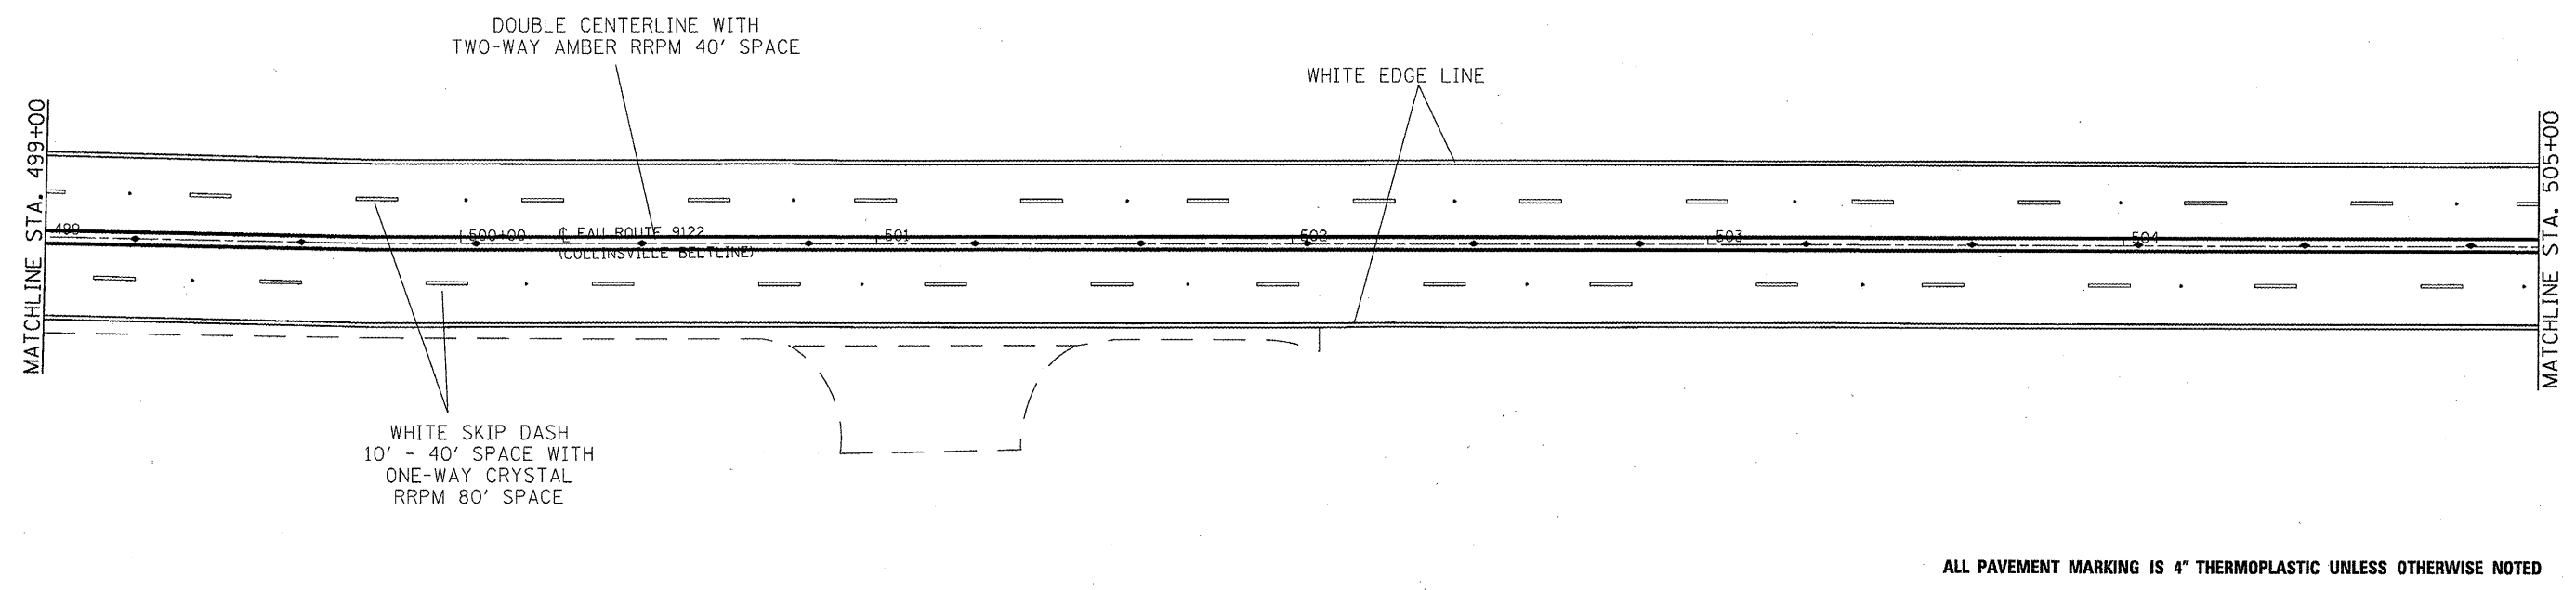 DOUBLE CENTERLINE WITH
TWO-WAY AMBER RRPM 40' SPACE
WHITE EDGE LINE
MATCHLINE STA. 499+00
MATCHLINE STA. 505+00
499
500+00
℄ FAU ROUTE 9122
(COLLINSVILLE BELTLINE)
501
502
503
504
WHITE SKIP DASH
10' - 40' SPACE WITH
ONE-WAY CRYSTAL
RRPM 80' SPACE
ALL PAVEMENT MARKING IS 4" THERMOPLASTIC UNLESS OTHERWISE NOTED